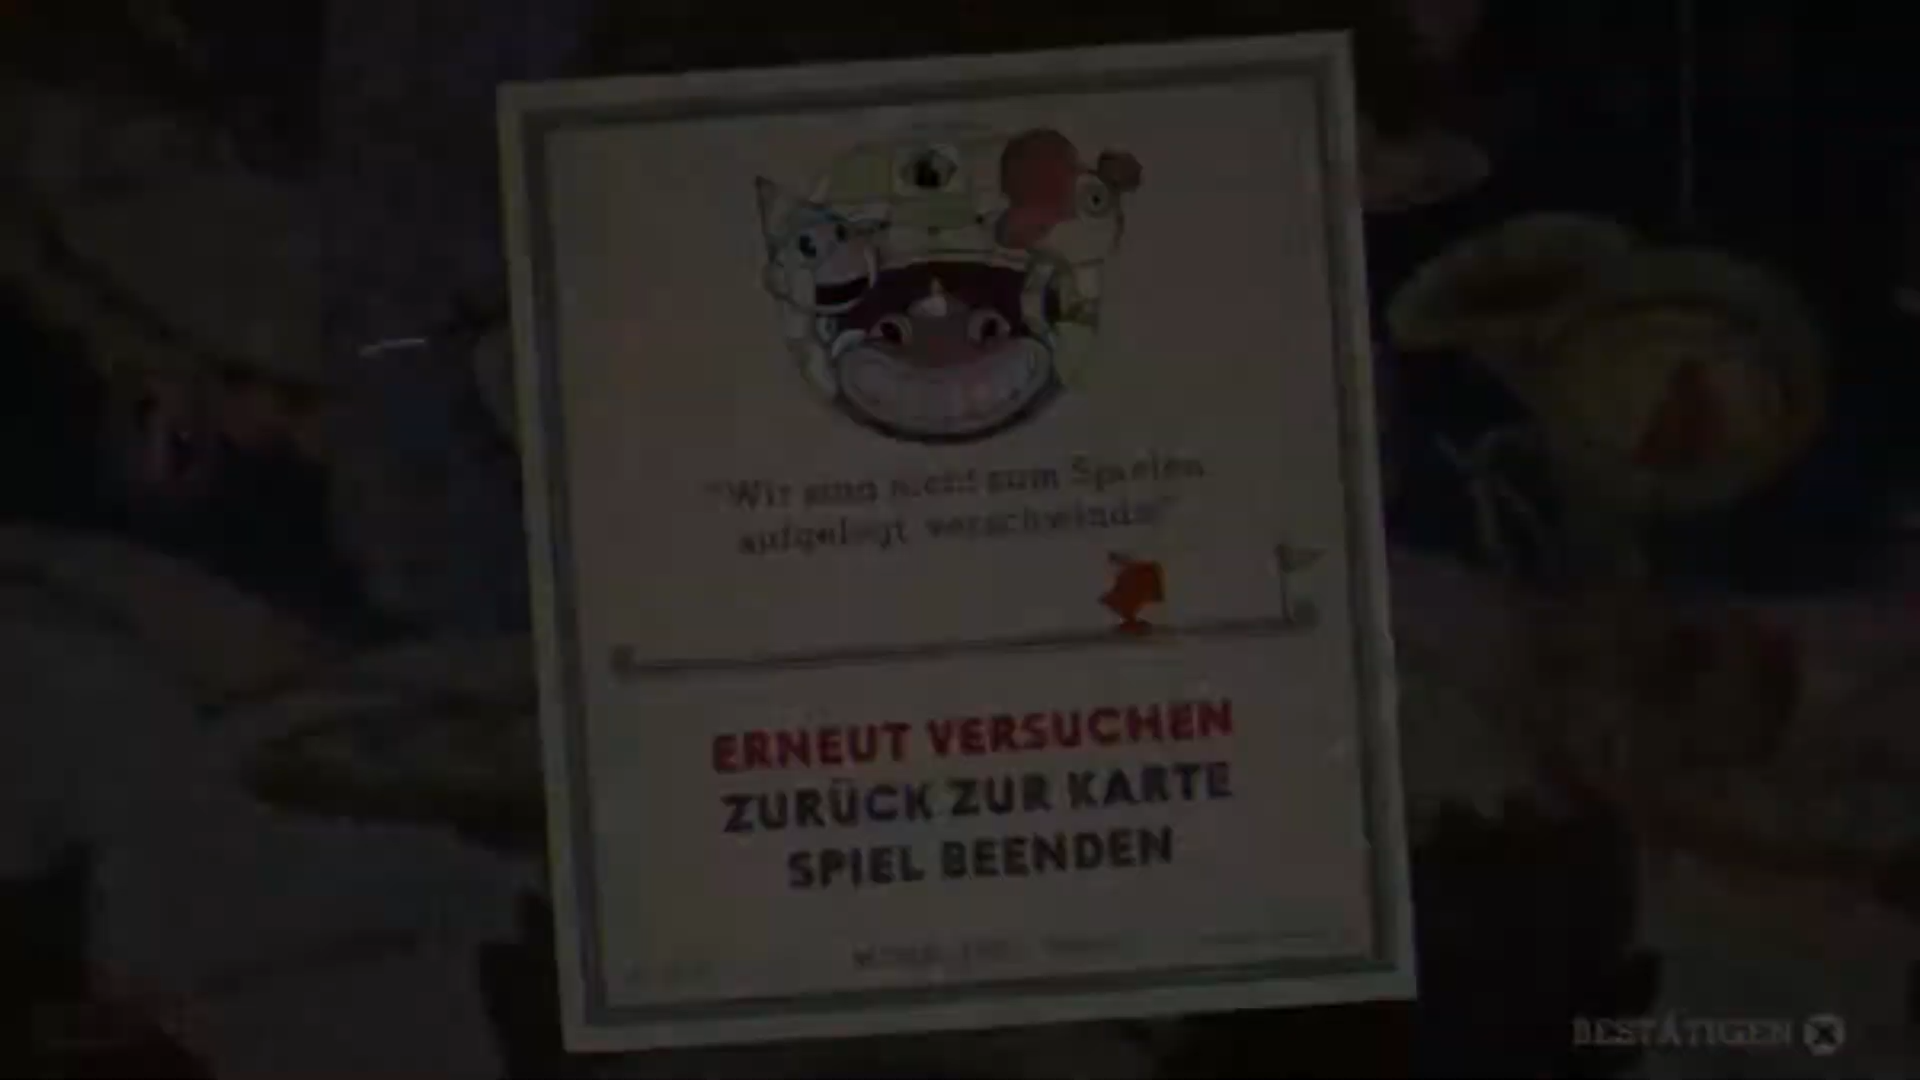 "Wir sind nicht zum Spielen
aufgelegt verschwinde!"
ERNEUT VERSUCHEN
ZURÜCK ZUR KARTE
SPIEL BEENDEN
BESTÄTIGEN